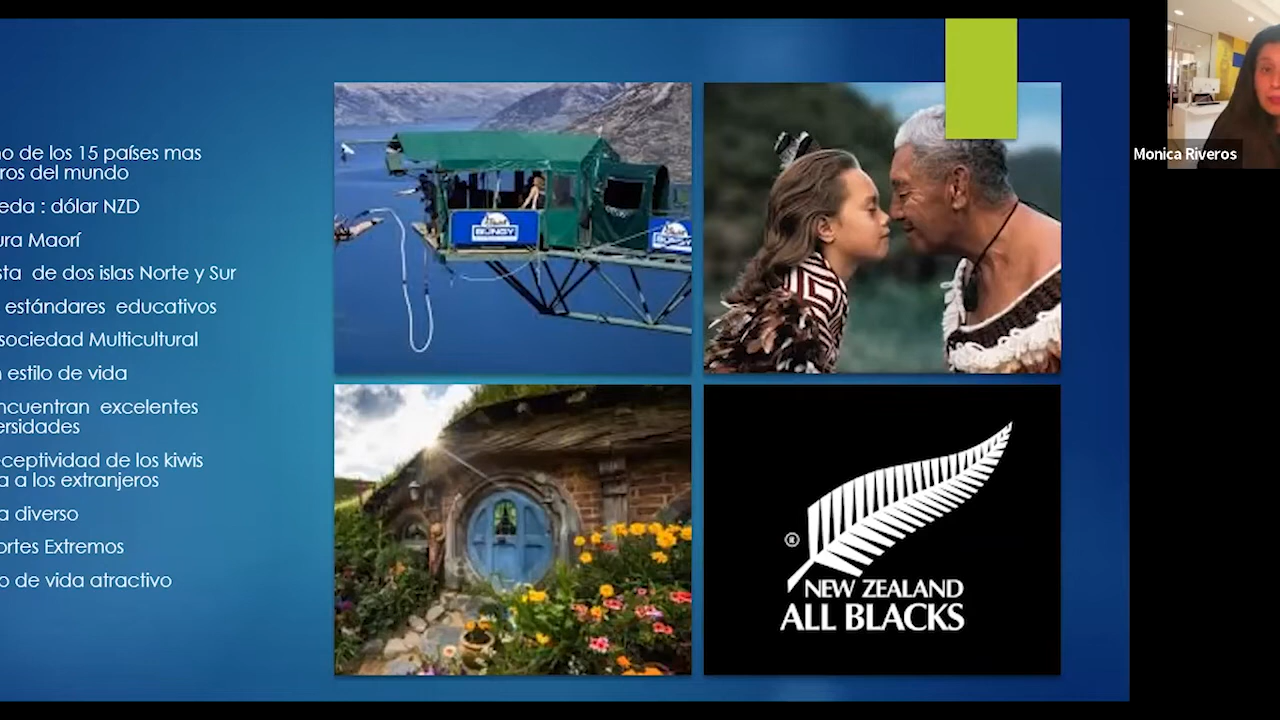 o de los 15 países mas
ros del mundo
eda : dólar NZD
ura Maorí
sta de dos islas Norte y Sur
estándares educativos
sociedad Multicultural
estilo de vida
ncuentran excelentes
ersidades
ceptividad de los kiwis
a a los extranjeros
a diverso
ortes Extremos
o de vida atractivo
BUNGY
BUNGY
®
NEW ZEALAND
ALL BLACKS
Monica Riveros